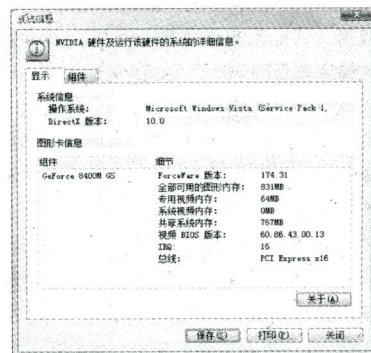 系统信息
NVIDIA 硬件及运行该硬件的系统的详细信息。
显示 组件
系统信息
操作系统: Microsoft Windows Vista (Service Pack 1,
DirectX 版本: 10.0
图形卡信息
组件 细节
GeForce 8400M GS ForceWare 版本: 174.31
全部可用的图形内存: 831MB
专用视频内存: 64MB
系统视频内存: 0MB
共享系统内存: 767MB
视频 BIOS 版本: 60.86.43.00.13
IRQ: 16
总线: PCI Express x16
关于(A)
保存(S) 打印(P) 关闭